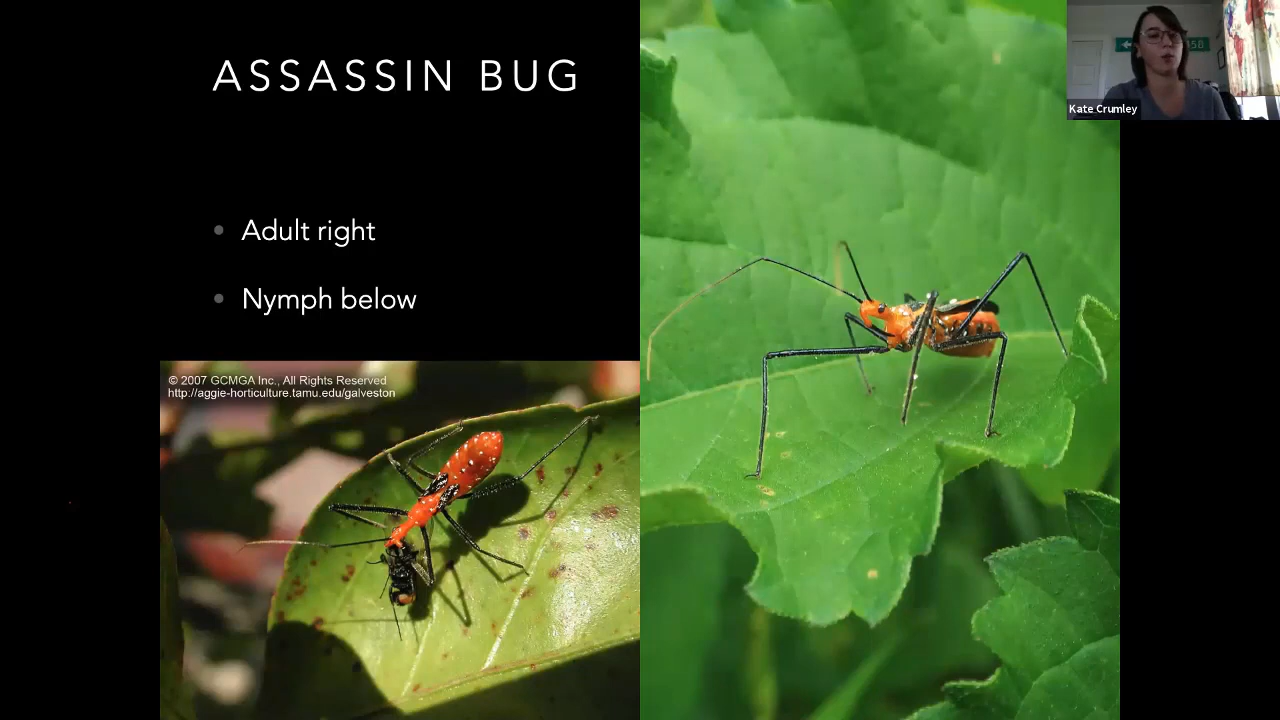 ASSASSIN BUG
Adult right
Nymph below
© 2007 GCMGA Inc., All Rights Reserved
http://aggie-horticulture.tamu.edu/galveston
Kate Crumley